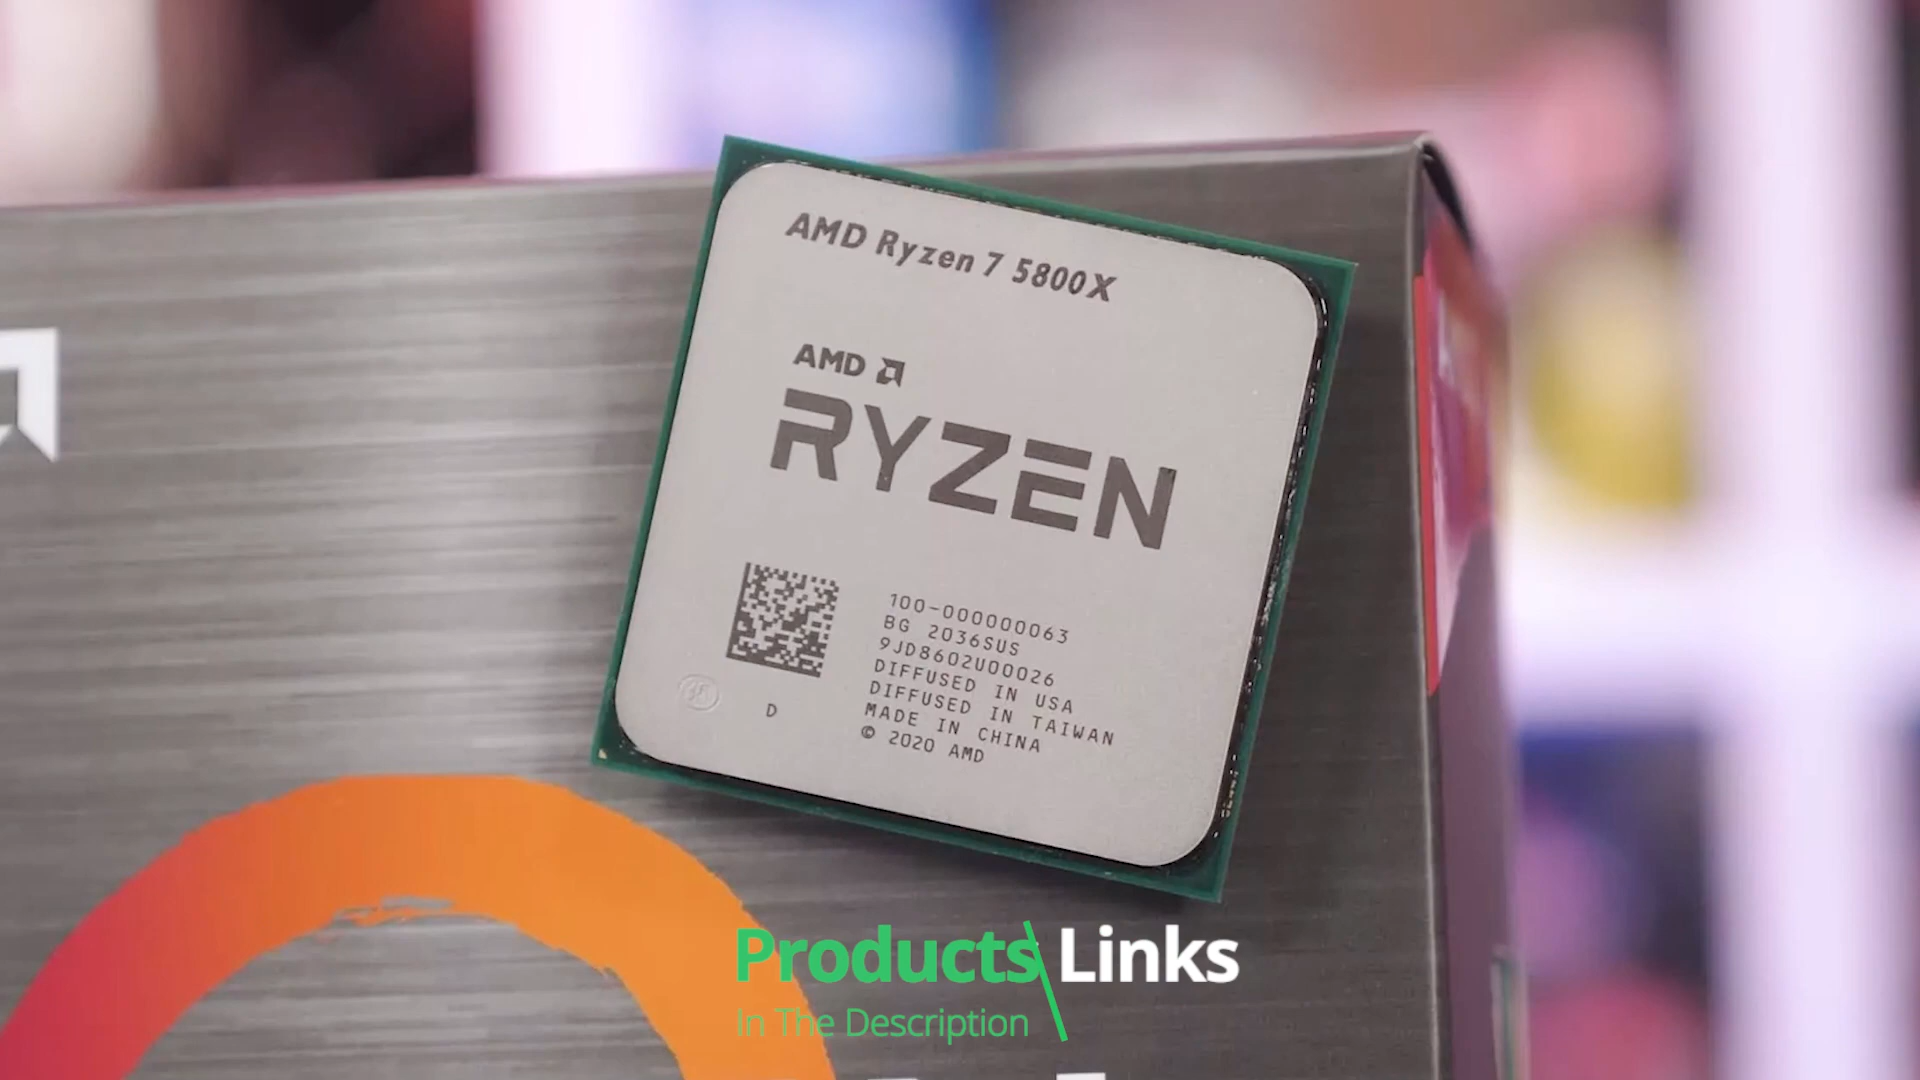 AMD Ryzen 7 5800X
AMD
RYZEN
100-000000063
BG 2036SUS
9JD8602U00026
DIFFUSED IN USA
DIFFUSED IN TAIWAN
MADE IN CHINA
© 2020 AMD
D
Products Links
In The Description